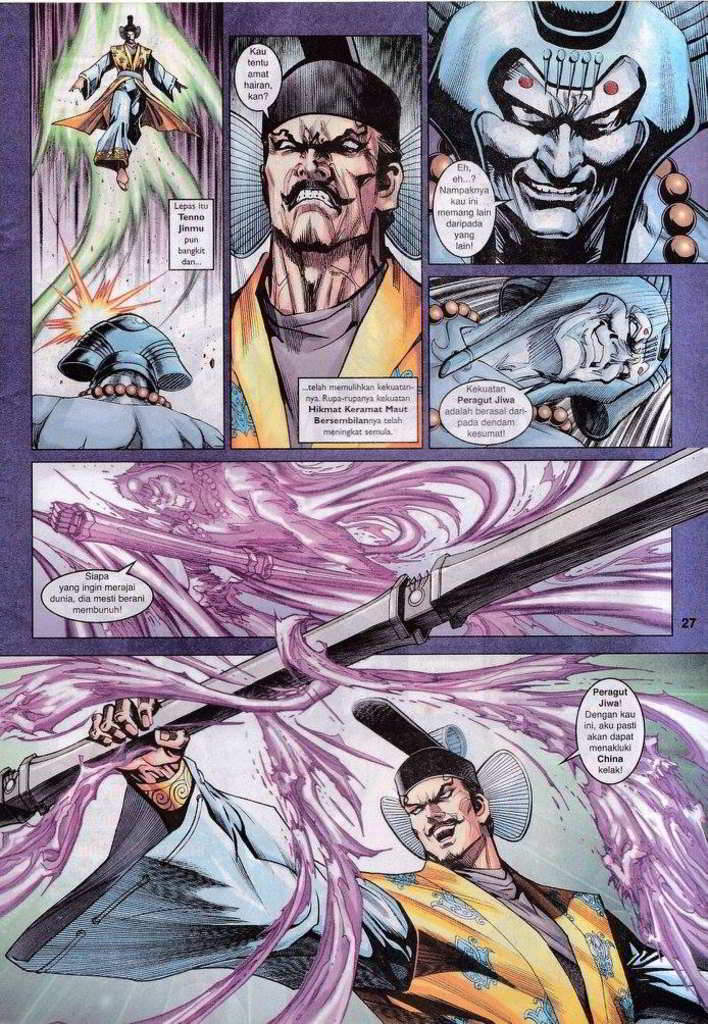 Lepas itu
Tenno
Jinmu
pun
bangkit
dan...
Kau
tentu
amat
hairan,
kan?
...telah memulihkan kekuatan-
nya. Rupa-rupanya kekuatan
Hikmat Keramat Maut
Bersembilannya telah
meningkat semula.
Eh,
eh...?
Nampaknya
kau ini
memang lain
daripada
yang
lain!
Kekuatan
Peragut Jiwa
adalah berasal dari-
pada dendam
kesumat!
Siapa
yang ingin merajai
dunia, dia mesti berani
membunuh!
27
Peragut
Jiwa!
Dengan kau
ini, aku pasti
akan dapat
menakluki
China
kelak!